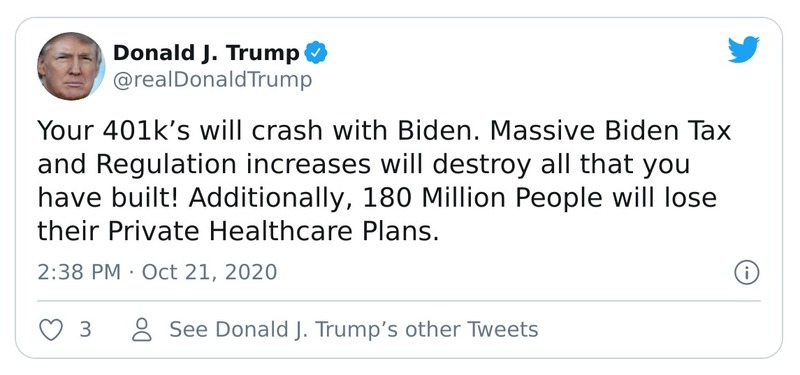 Donald J. Trump
@realDonaldTrump
Your 401k’s will crash with Biden. Massive Biden Tax
and Regulation increases will destroy all that you
have built! Additionally, 180 Million People will lose
their Private Healthcare Plans.
2:38 PM · Oct 21, 2020
3
See Donald J. Trump’s other Tweets